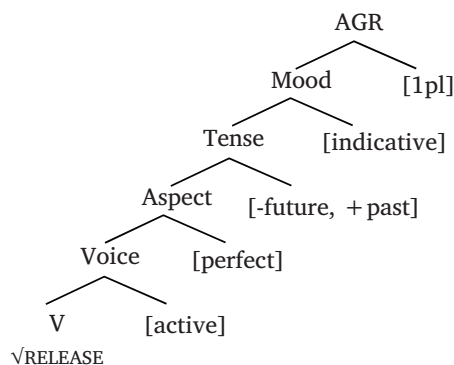 AGR
Mood [1pl]
Tense [indicative]
Aspect [-future, +past]
Voice [perfect]
V [active]
√RELEASE